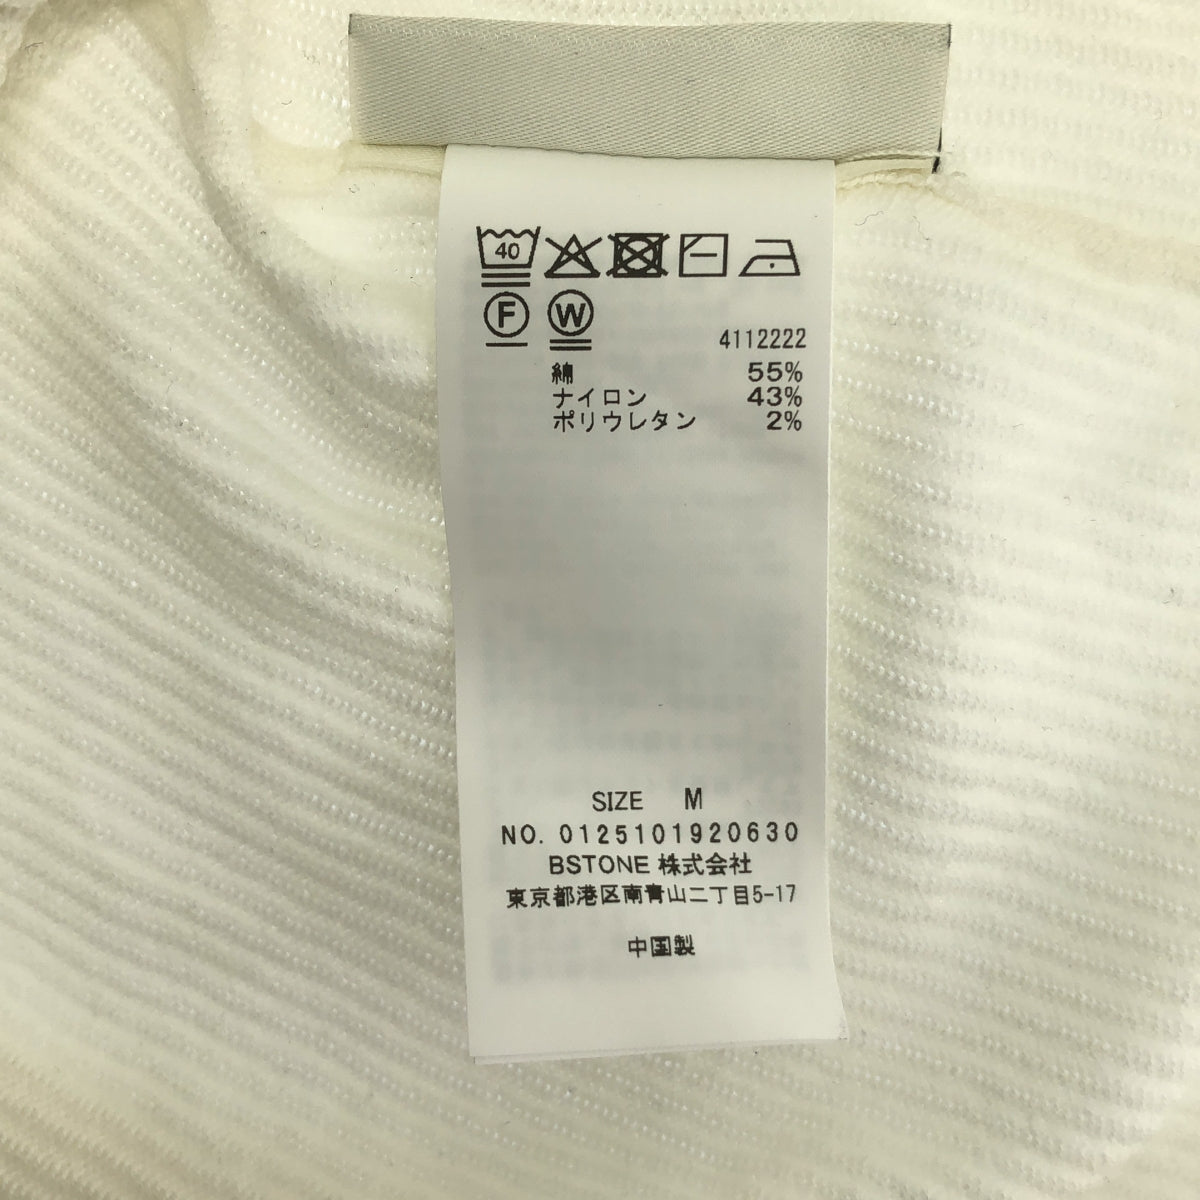 40
F W
4112222
綿 55%
ナイロン 43%
ポリウレタン 2%
SIZE M
NO. 0125101920630
BSTONE 株式会社
東京都港区南青山二丁目5-17
中国製